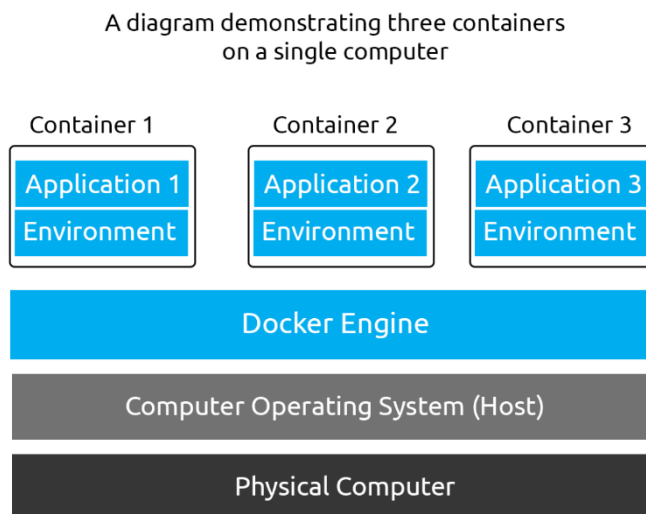 A diagram demonstrating three containers
on a single computer
Container 1
Container 2
Container 3
Application 1
Application 2
Application 3
Environment
Environment
Environment
Docker Engine
Computer Operating System (Host)
Physical Computer